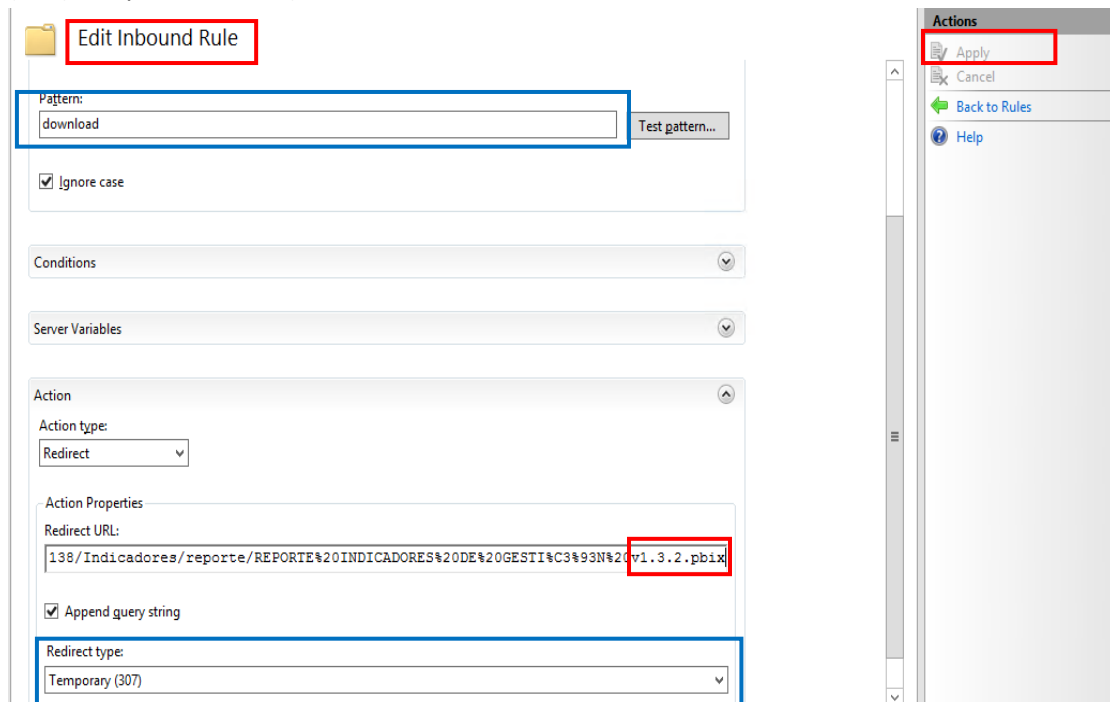 Edit Inbound Rule
Pattern:
download
Test pattern...
Ignore case
Conditions
Server Variables
Action
Action type:
Redirect
Action Properties
Redirect URL:
138/Indicadores/reporte/REPORTE%20INDICADORES%20DE%20GESTI%C3%93N%20v1.3.2.pbix
Append query string
Redirect type:
Temporary (307)
Actions
Apply
Cancel
Back to Rules
Help